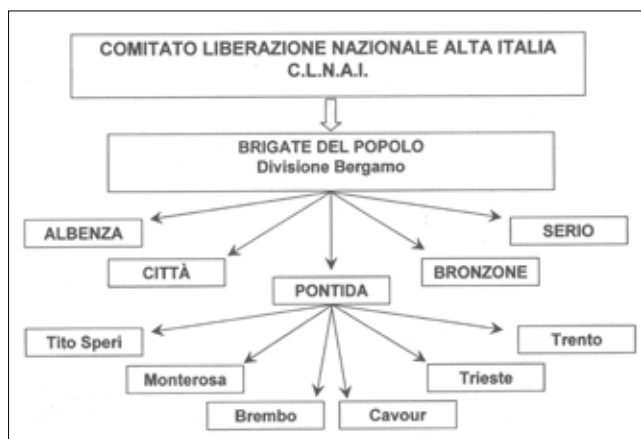 COMITATO LIBERAZIONE NAZIONALE ALTA ITALIA
C.L.N.A.I.
BRIGATE DEL POPOLO
Divisione Bergamo
ALBENZA
SERIO
CITTÀ
BRONZONE
PONTIDA
Tito Speri
Trento
Monterosa
Trieste
Brembo
Cavour